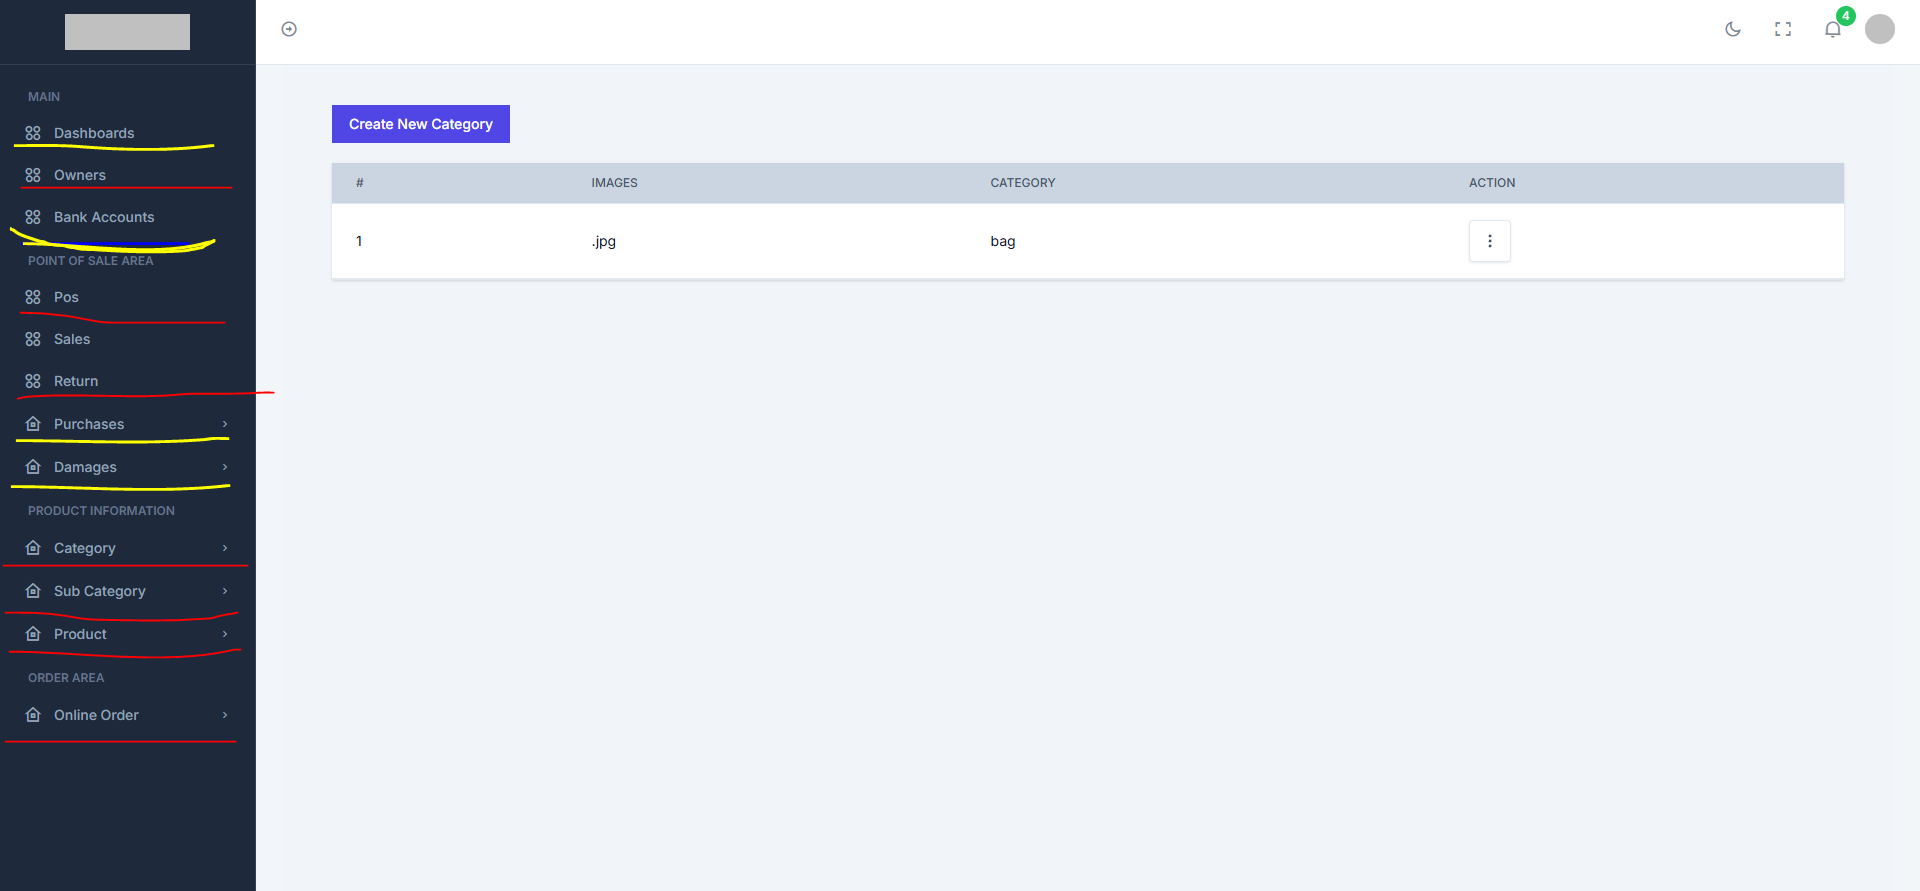 4
MAIN
Dashboards
Owners
Bank Accounts
POINT OF SALE AREA
Pos
Sales
Return
Purchases
Damages
PRODUCT INFORMATION
Category
Sub Category
Product
ORDER AREA
Online Order
Create New Category
# IMAGES CATEGORY ACTION
1 .jpg bag